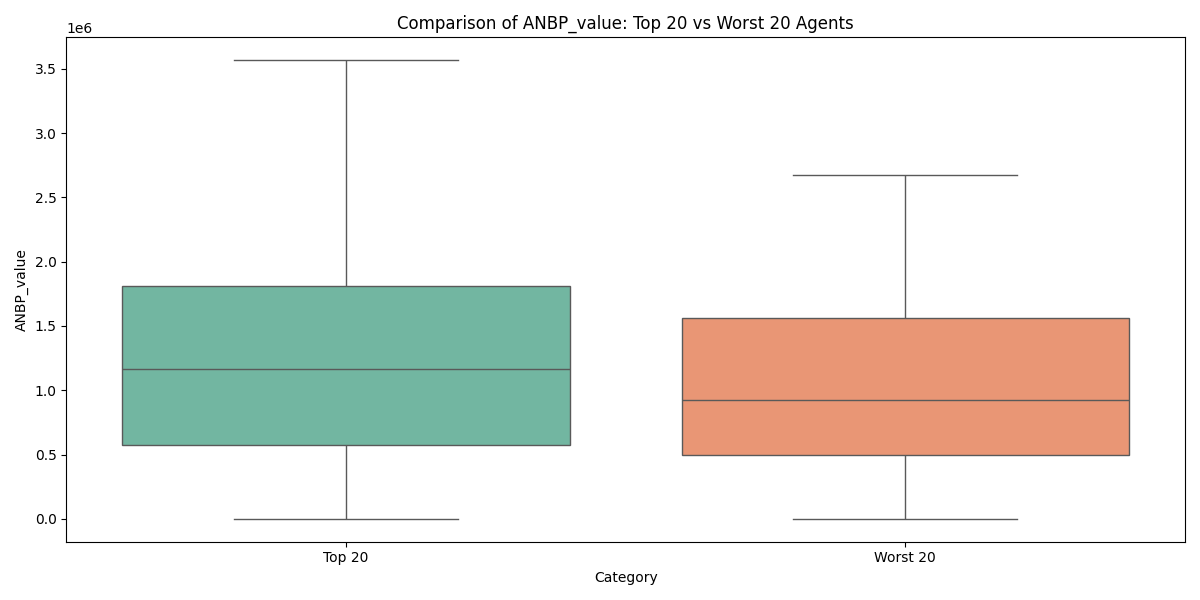 Comparison of ANBP_value: Top 20 vs Worst 20 Agents
1e6
3.5
3.0
2.5
2.0
1.5
1.0
0.5
0.0
ANBP_value
Top 20
Worst 20
Category